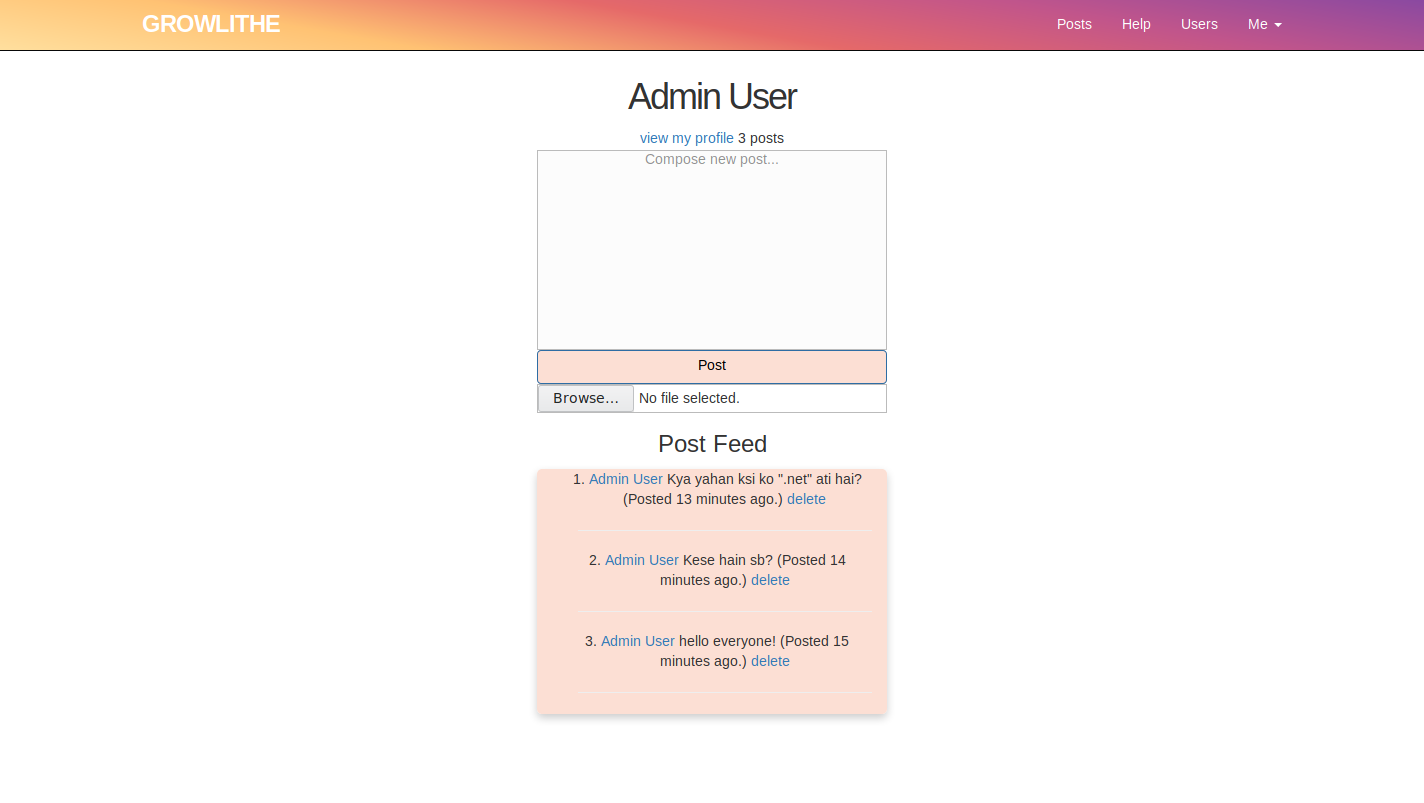 GROWLITHE Posts Help Users Me
Admin User
view my profile 3 posts
Compose new post...
Post
Browse... No file selected.
Post Feed
1. Admin User Kya yahan ksi ko ".net" ati hai?
(Posted 13 minutes ago.) delete
2. Admin User Kese hain sb? (Posted 14
minutes ago.) delete
3. Admin User hello everyone! (Posted 15
minutes ago.) delete